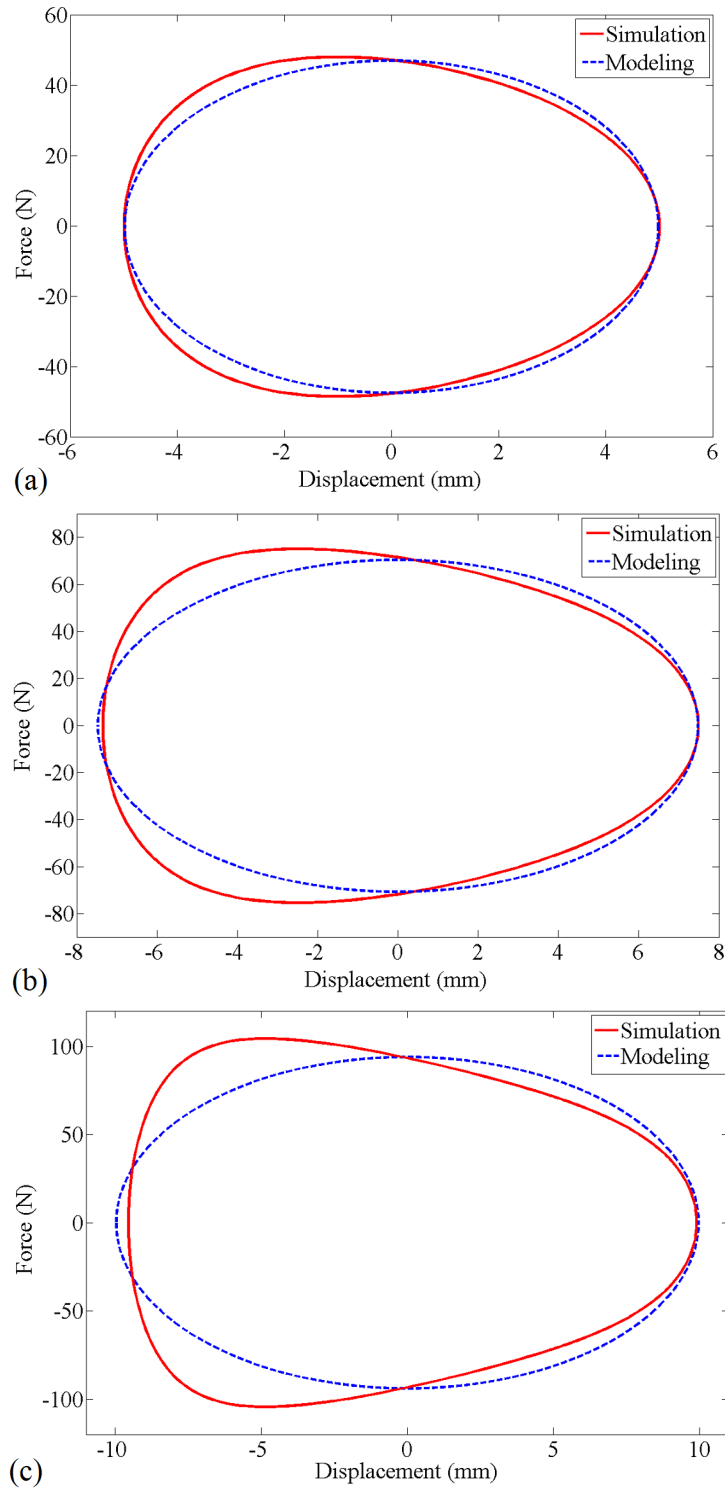 60
40
20
0
-20
-40
-60
Force (N)
-6 -4 -2 0 2 4 6
Displacement (mm)
Simulation
Modeling
(a)
80
60
40
20
0
-20
-40
-60
-80
Force (N)
-8 -6 -4 -2 0 2 4 6 8
Displacement (mm)
Simulation
Modeling
(b)
100
50
0
-50
-100
Force (N)
-10 -5 0 5 10
Displacement (mm)
Simulation
Modeling
(c)